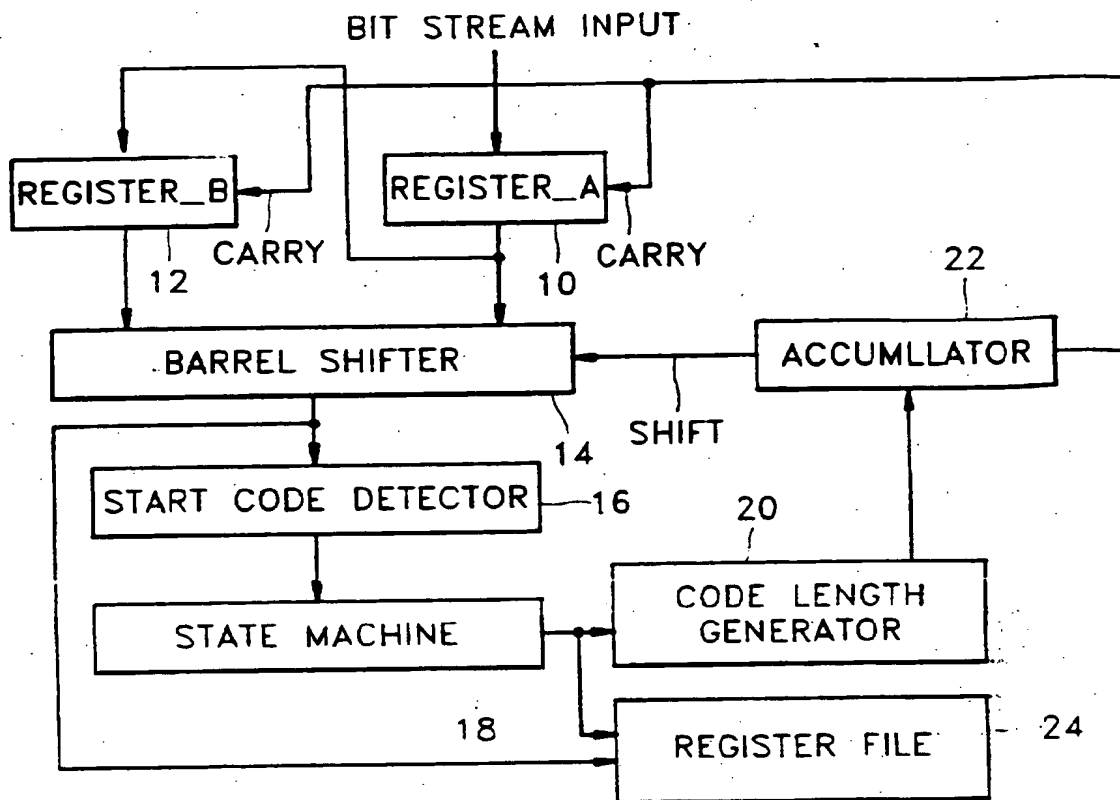 BIT STREAM INPUT
REGISTER_B
REGISTER_A
CARRY
CARRY
12
10
22
BARREL SHIFTER
ACCUMLLATOR
SHIFT
14
START CODE DETECTOR
16
20
CODE LENGTH
GENERATOR
STATE MACHINE
18
REGISTER FILE
24